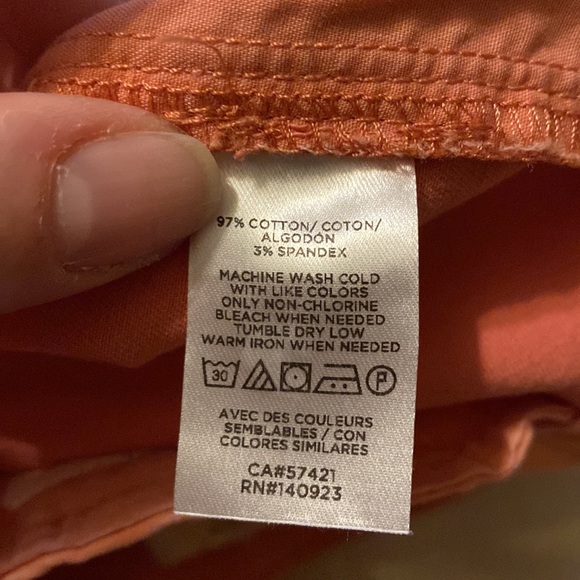 97% COTTON/ COTON/
ALGODÓN
3% SPANDEX
MACHINE WASH COLD
WITH LIKE COLORS
ONLY NON-CHLORINE
BLEACH WHEN NEEDED
TUMBLE DRY LOW
WARM IRON WHEN NEEDED
30 P
AVEC DES COULEURS
SEMBLABLES / CON
COLORES SIMILARES
CA#57421
RN#140923